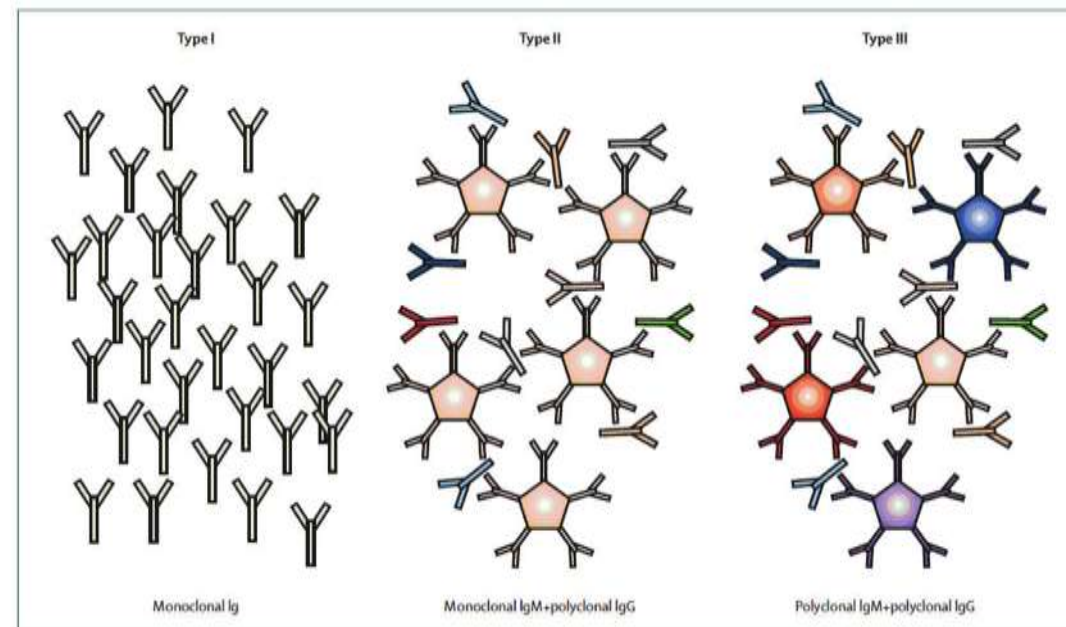 Type I
Type II
Type III
Monoclonal Ig
Monoclonal IgM+polyclonal IgG
Polyclonal IgM+polyclonal IgG